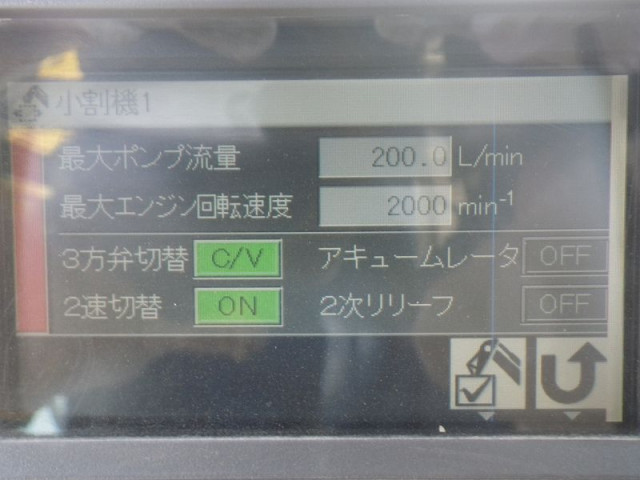 小割機1
最大ポンプ流量 200.0 L/min
最大エンジン回転速度 2000 min-1
3方弁切替 C/V アキュームレータ OFF
2速切替 ON 2次リリーフ OFF